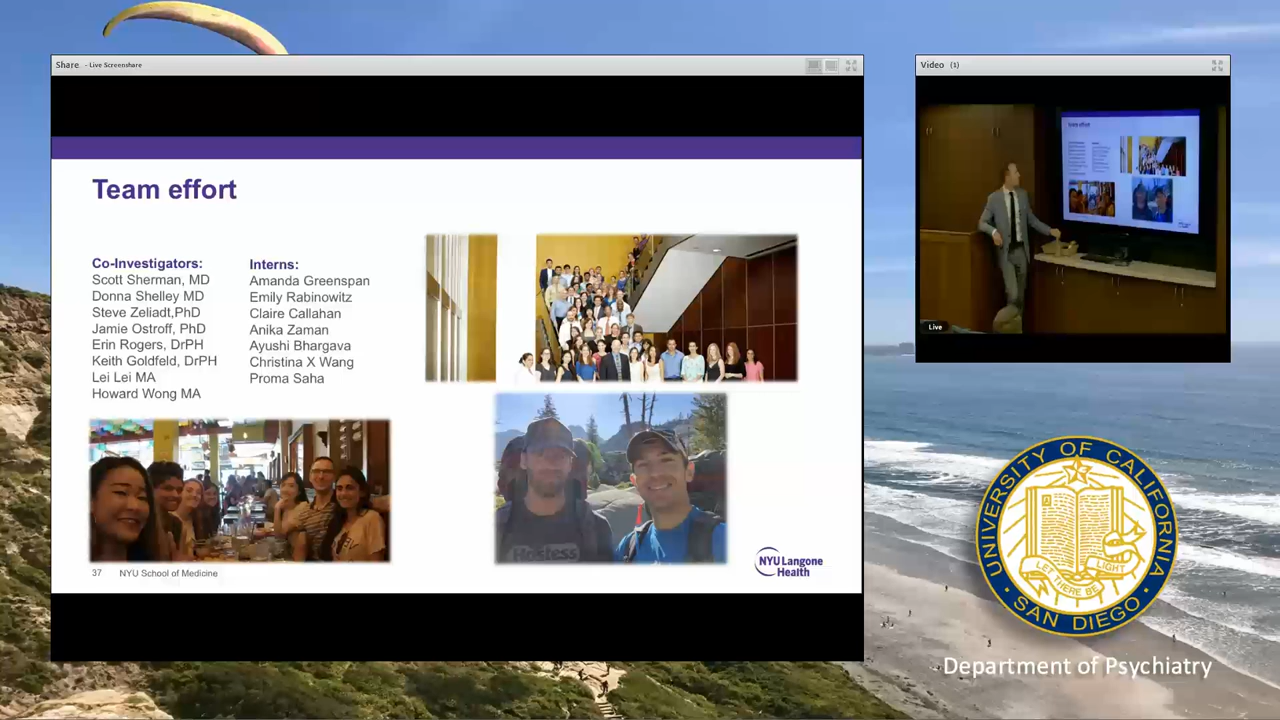 Share - Live Screenshare
Video (1)
Team effort
Co-Investigators:
Scott Sherman, MD
Donna Shelley MD
Steve Zeliadt,PhD
Jamie Ostroff, PhD
Erin Rogers, DrPH
Keith Goldfeld, DrPH
Lei Lei MA
Howard Wong MA
Interns:
Amanda Greenspan
Emily Rabinowitz
Claire Callahan
Anika Zaman
Ayushi Bhargava
Christina X Wang
Proma Saha
Hostess
37 NYU School of Medicine
NYU Langone
Health
Team effort
Live
UNIVERSITY OF CALIFORNIA
SAN DIEGO
LET THERE BE LIGHT
Department of Psychiatry